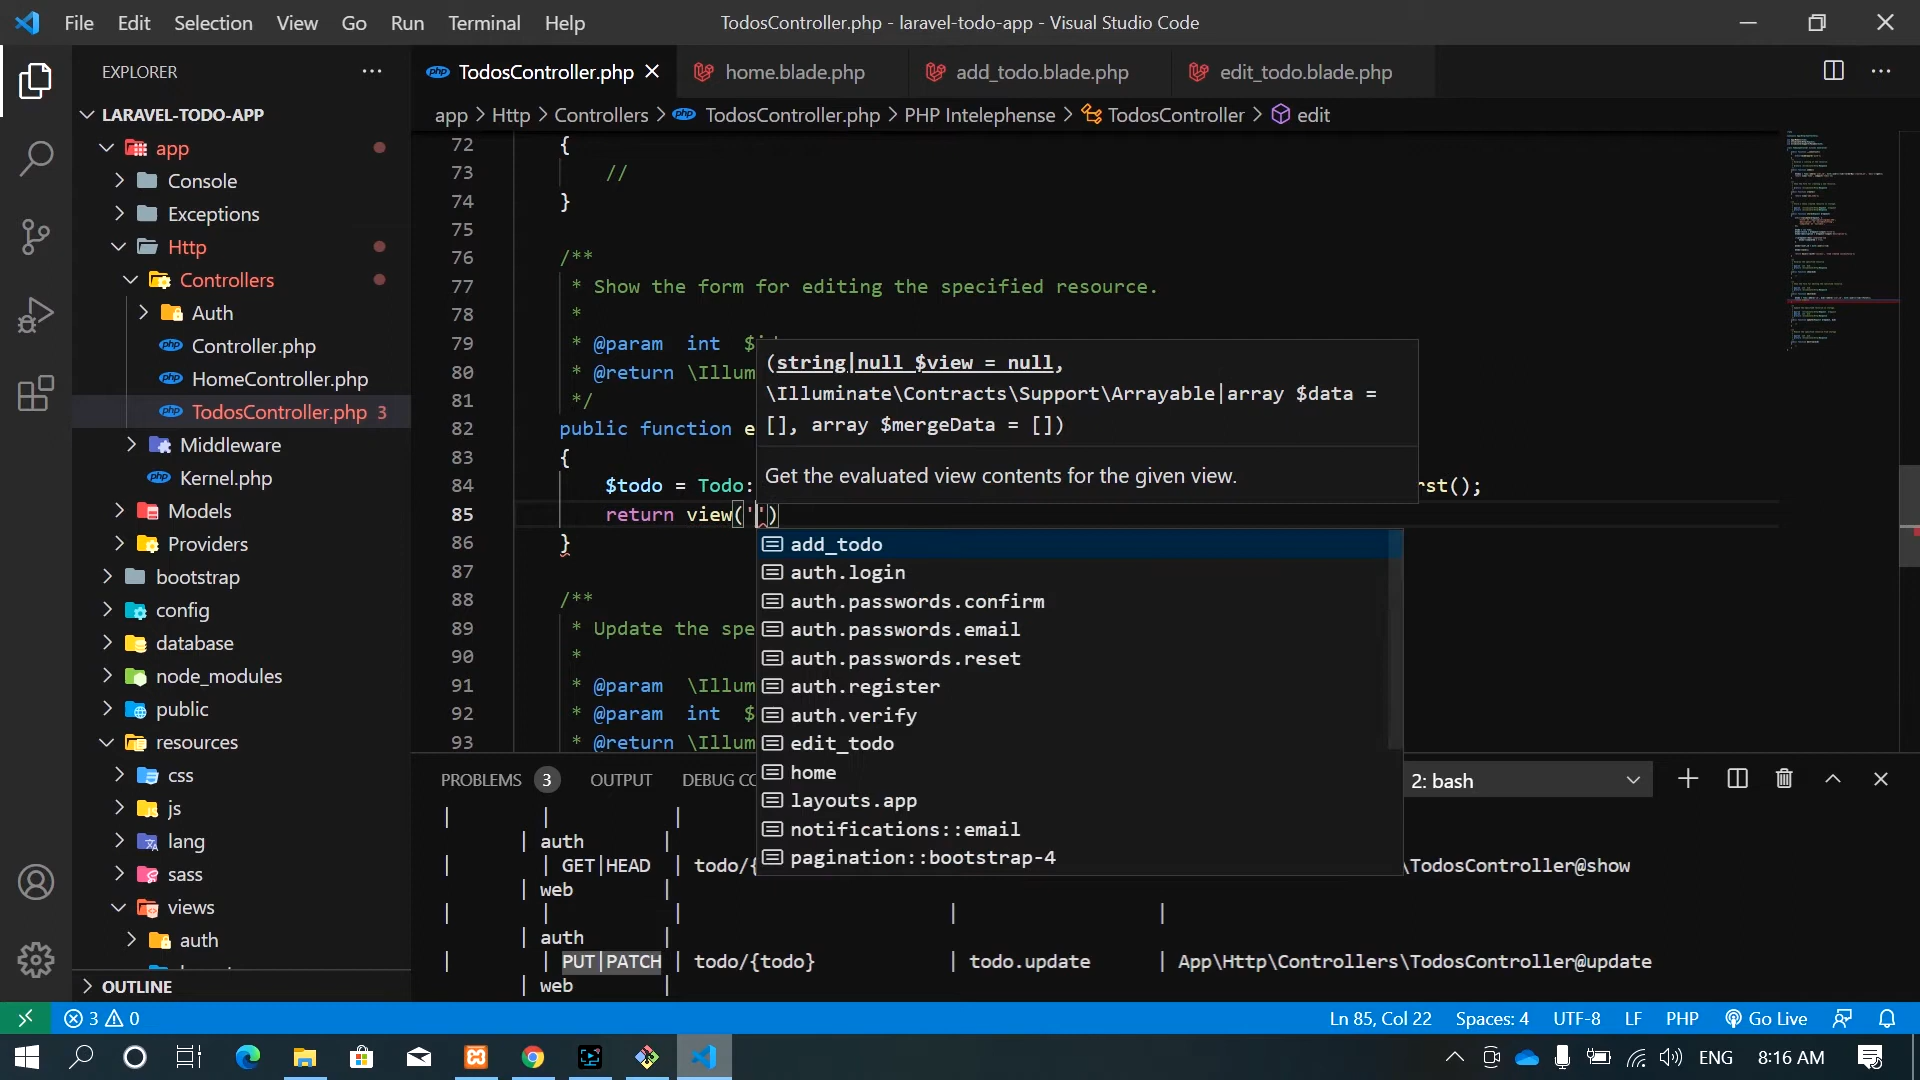 File Edit Selection View Go Run Terminal Help TodosController.php - laravel-todo-app - Visual Studio Code
EXPLORER
TodosController.php home.blade.php add_todo.blade.php edit_todo.blade.php
app > Http > Controllers > TodosController.php > PHP Intelephense > TodosController > edit
LARAVEL-TODO-APP
app
Console
Exceptions
Http
Controllers
Auth
Controller.php
HomeController.php
TodosController.php 3
Middleware
Kernel.php
Models
Providers
bootstrap
config
database
node_modules
public
resources
css
js
lang
sass
views
auth
OUTLINE
72 {
73 //
74 }
75
76 /**
77 * Show the form for editing the specified resource.
78 *
79 * @param int $
80 * @return \Illum
81 */
82 public function e
83 {
84 $todo = Todo: rst();
85 return view('')
86 }
87
88 /**
89 * Update the spe
90 *
91 * @param \Illum
92 * @param int $
93 * @return \Illum
(string|null $view = null,
\Illuminate\Contracts\Support\Arrayable|array $data =
[], array $mergeData = [])
Get the evaluated view contents for the given view.
add_todo
auth.login
auth.passwords.confirm
auth.passwords.email
auth.passwords.reset
auth.register
auth.verify
edit_todo
home
layouts.app
notifications::email
pagination::bootstrap-4
PROBLEMS 3 OUTPUT DEBUG CO 2: bash
| | |
| auth |
| | GET|HEAD | todo/{ \TodosController@show
| web |
| | | | |
| auth |
| | PUT|PATCH | todo/{todo} | todo.update | App\Http\Controllers\TodosController@update
| web |
3 0 Ln 85, Col 22 Spaces: 4 UTF-8 LF PHP Go Live
ENG 8:16 AM